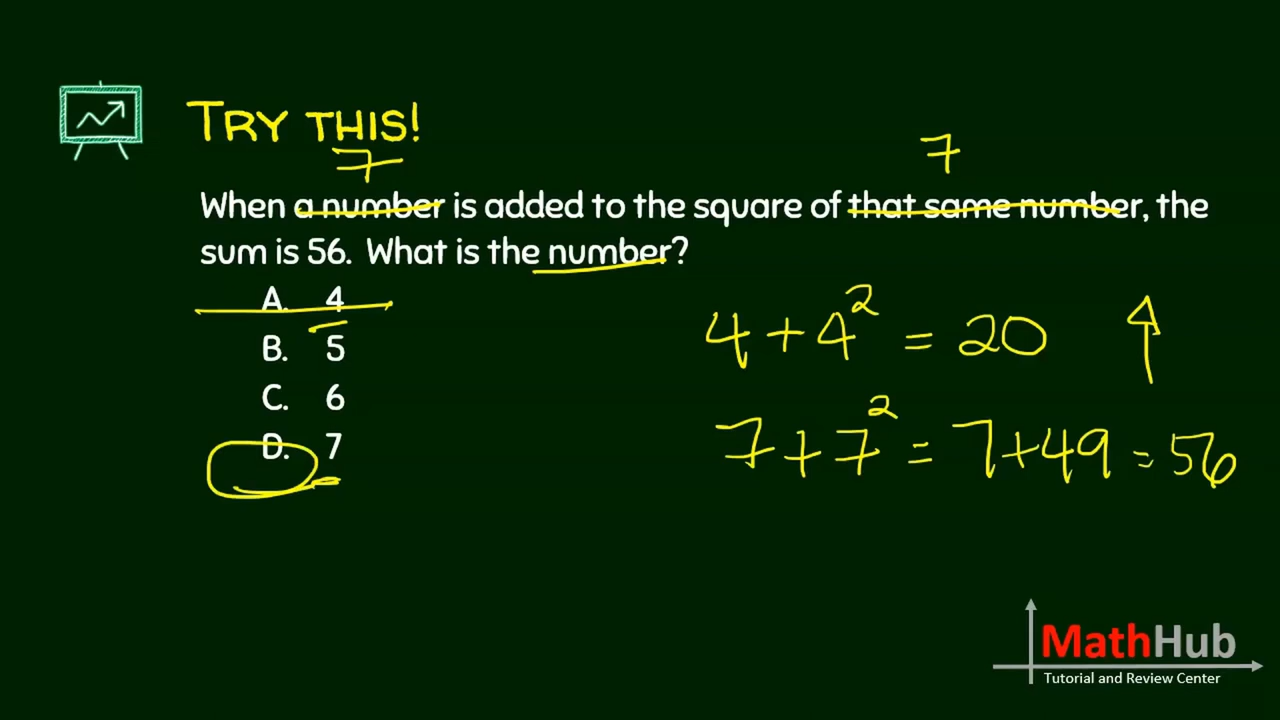 TRY THIS!
7
7
When a number is added to the square of that same number, the
sum is 56. What is the number?
A. 4
B. 5
C. 6
D. 7
4 + 4² = 20
7 + 7² = 7 + 49 = 56
MathHub
Tutorial and Review Center